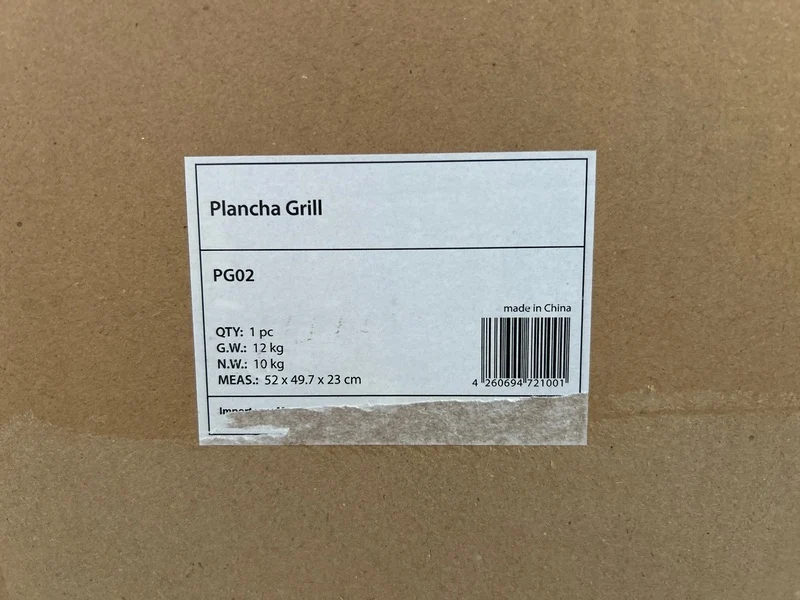 Plancha Grill
PG02
made in China
QTY: 1 pc
G.W.: 12 kg
N.W.: 10 kg
MEAS.: 52 x 49.7 x 23 cm
4 260694 721001